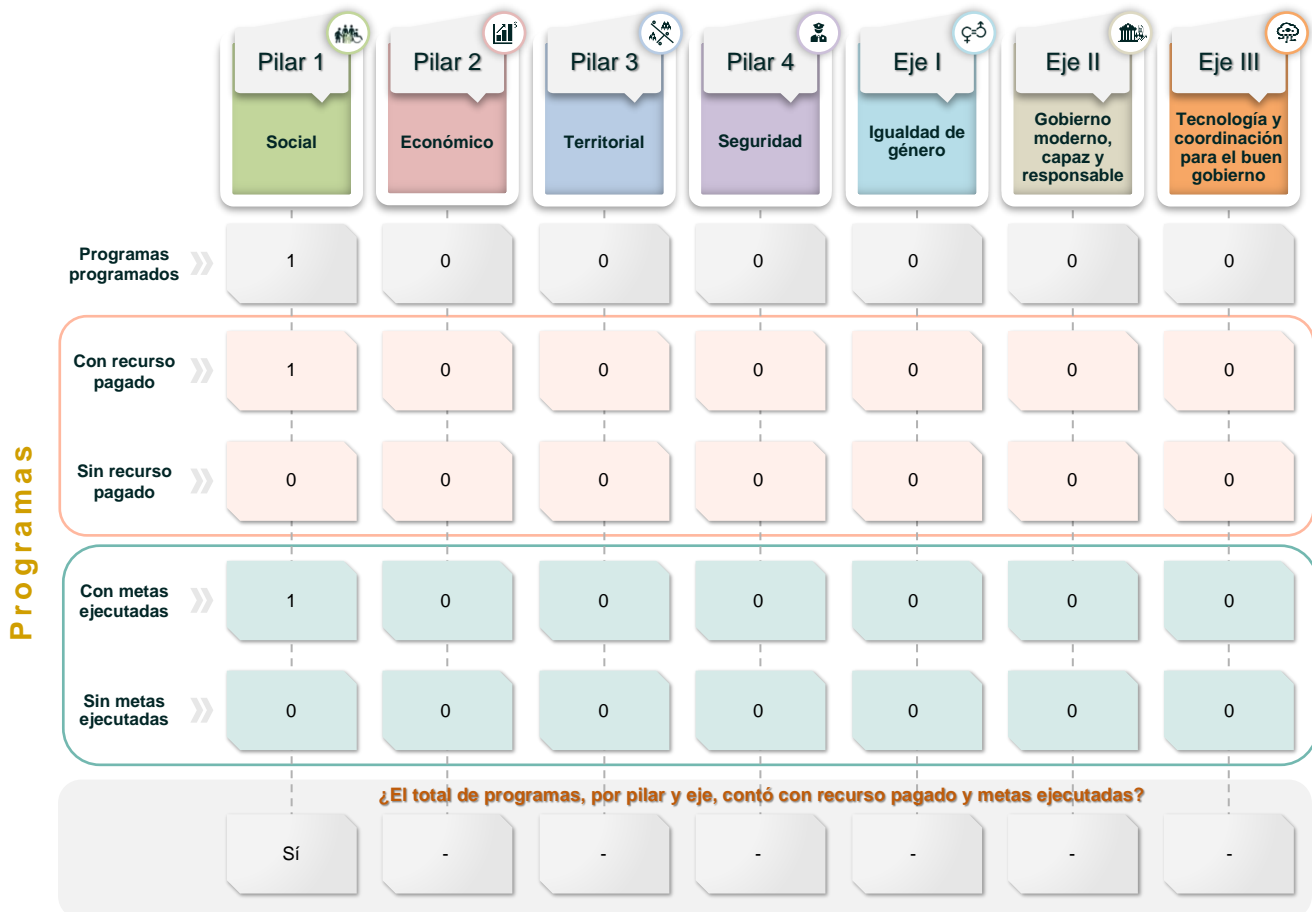 Pilar 1
Pilar 2
Pilar 3
Pilar 4
Eje I
Eje II
Eje III
Social
Económico
Territorial
Seguridad
Igualdad de
género
Gobierno
moderno,
capaz y
responsable
Tecnología y
coordinación
para el buen
gobierno
Programas
Programas
programados
1 0 0 0 0 0 0
Con recurso
pagado
1 0 0 0 0 0 0
Sin recurso
pagado
0 0 0 0 0 0 0
Con metas
ejecutadas
1 0 0 0 0 0 0
Sin metas
ejecutadas
0 0 0 0 0 0 0
¿El total de programas, por pilar y eje, contó con recurso pagado y metas ejecutadas?
Sí - - - - - -